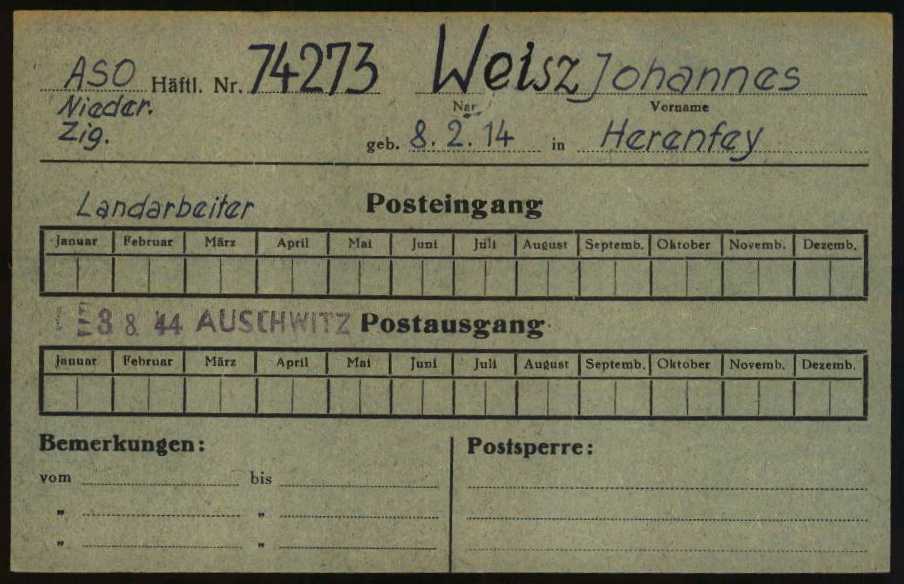 ASO Häftl. Nr. 74273 Weisz Johannes
Nieder. Name Vorname
Zig. geb. 8. 2. 14 in Herenfey
Landarbeiter Posteingang
Januar Februar März April Mai Juni Juli August Septemb. Oktober Novemb. Dezemb.
8 44 AUSCHWITZ Postausgang
Januar Februar März April Mai Juni Juli August Septemb. Oktober Novemb. Dezemb.
Bemerkungen: Postsperre:
vom bis
" "
" "